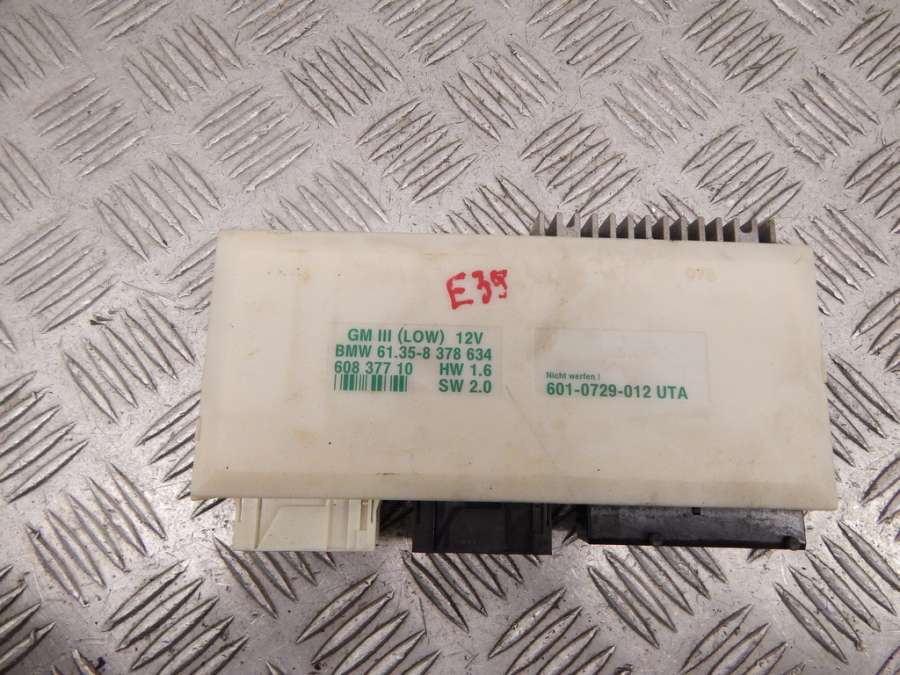 E39
GM III (LOW) 12V
BMW 61.35-8 378 634
608 377 10 HW 1.6
SW 2.0
Nicht werfen !
601-0729-012 UTA